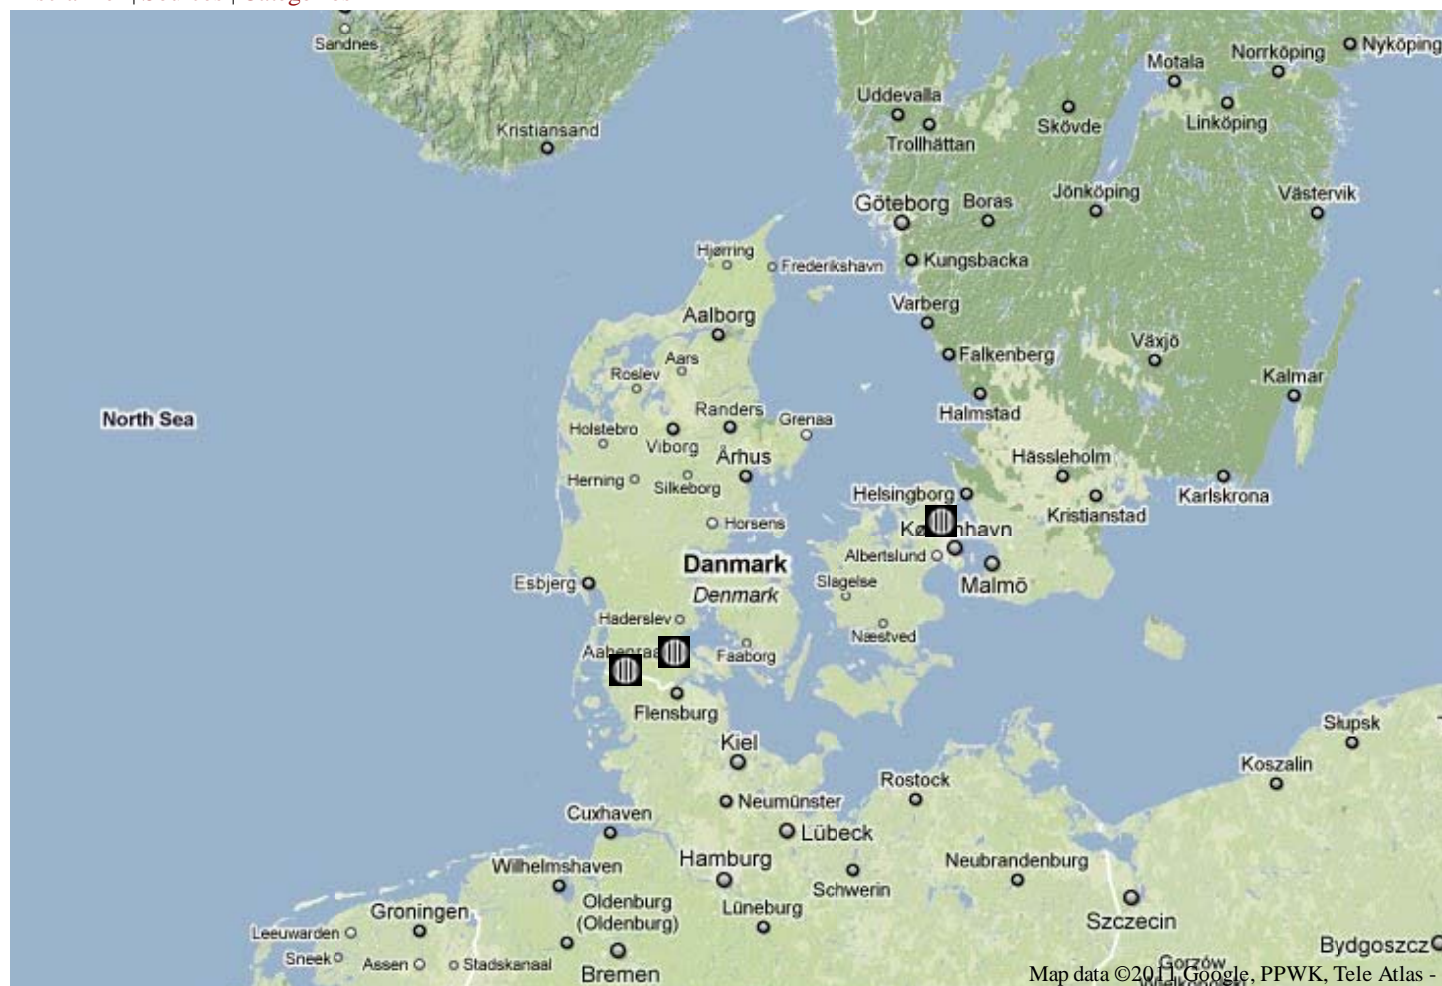 Sandnes
Nyköping
Norrköping
Motala
Uddevalla
Linköping
Skövde
Kristiansand
Trollhättan
Jönköping
Västervik
Göteborg
Borås
Hjørring
Frederikshavn
Kungsbacka
Varberg
Aalborg
Växjö
Falkenberg
Aars
Roslev
Kalmar
Randers
Halmstad
North Sea
Grenaa
Holstebro
Viborg
Århus
Hässleholm
Herning
Silkeborg
Helsingborg
Karlskrona
Kristianstad
Horsens
Albertslund
Danmark
Denmark
Esbjerg
Slagelse
Malmö
Haderslev
Næstved
Faaborg
Flensburg
Słupsk
Kiel
Koszalin
Rostock
Neumünster
Cuxhaven
Lübeck
Hamburg
Neubrandenburg
Wilhelmshaven
Schwerin
Oldenburg
(Oldenburg)
Lüneburg
Groningen
Szczecin
Leeuwarden
Bydgoszcz
Sneek
Assen
Stadskanaal
Bremen
Gorzów
Map data ©2011 Google, PPWK, Tele Atlas -